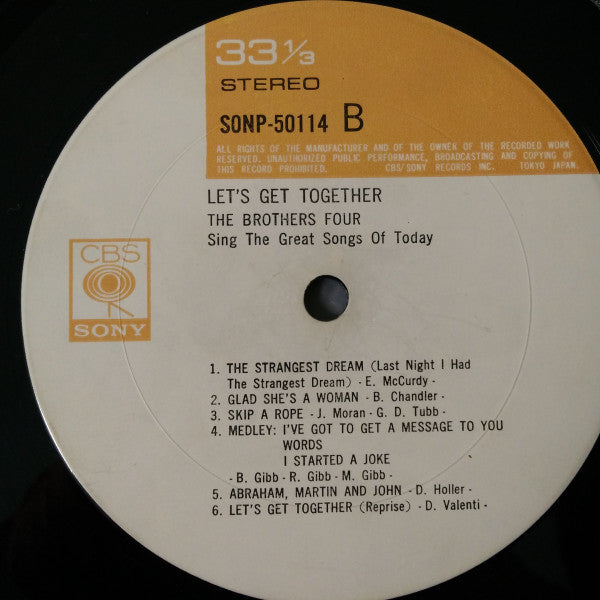 33 1/3
STEREO
SONP-50114 B
ALL RIGHTS OF THE MANUFACTURER AND OF THE OWNER OF THE RECORDED WORK
RESERVED. UNAUTHORIZED PUBLIC PERFORMANCE, BROADCASTING AND COPYING OF
THIS RECORD PROHIBITED. CBS/SONY RECORDS INC. TOKYO JAPAN.
LET'S GET TOGETHER
THE BROTHERS FOUR
Sing The Great Songs Of Today
CBS
SONY
1. THE STRANGEST DREAM (Last Night I Had
The Strangest Dream) - E. McCurdy -
2. GLAD SHE'S A WOMAN - B. Chandler -
3. SKIP A ROPE - J. Moran - G. D. Tubb -
4. MEDLEY: I'VE GOT TO GET A MESSAGE TO YOU
WORDS
I STARTED A JOKE
- B. Gibb - R. Gibb - M. Gibb -
5. ABRAHAM, MARTIN AND JOHN - D. Holler -
6. LET'S GET TOGETHER (Reprise) - D. Valenti -